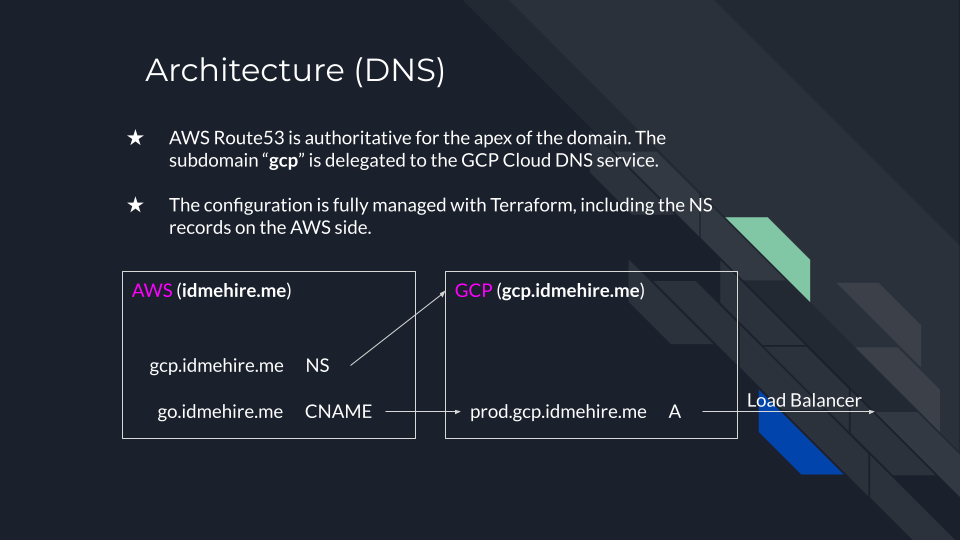 Architecture (DNS)
★ AWS Route53 is authoritative for the apex of the domain. The
subdomain “gcp” is delegated to the GCP Cloud DNS service.
★ The configuration is fully managed with Terraform, including the NS
records on the AWS side.
AWS (idmehire.me)
gcp.idmehire.me NS
go.idmehire.me CNAME
GCP (gcp.idmehire.me)
prod.gcp.idmehire.me A
Load Balancer